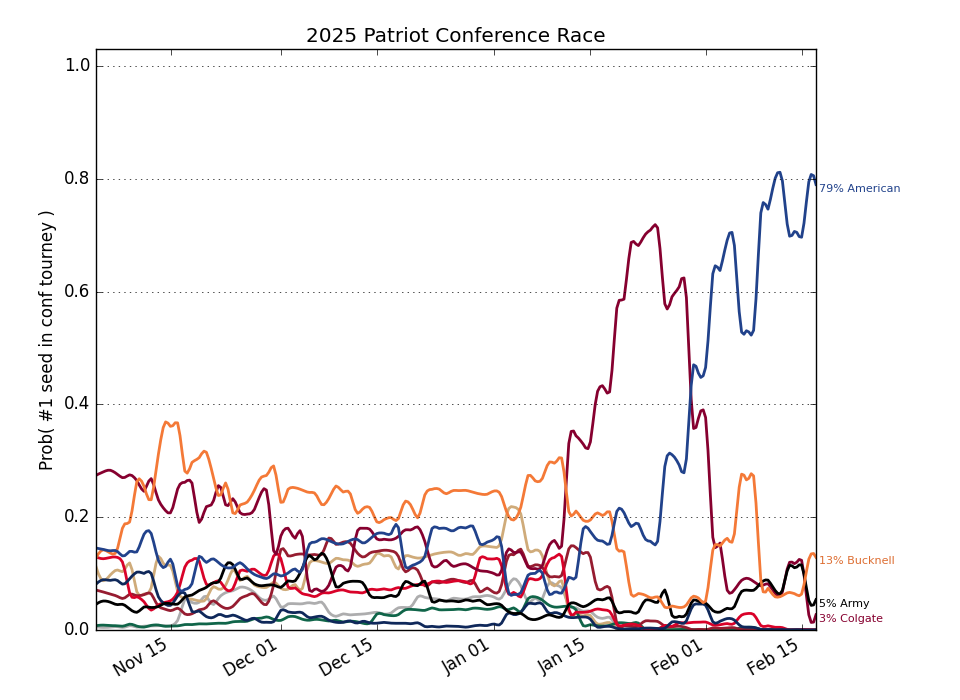 2025 Patriot Conference Race
Prob( #1 seed in conf tourney )
1.0
0.8
0.6
0.4
0.2
0.0
79% American
13% Bucknell
5% Army
3% Colgate
Nov 15
Dec 01
Dec 15
Jan 01
Jan 15
Feb 01
Feb 15